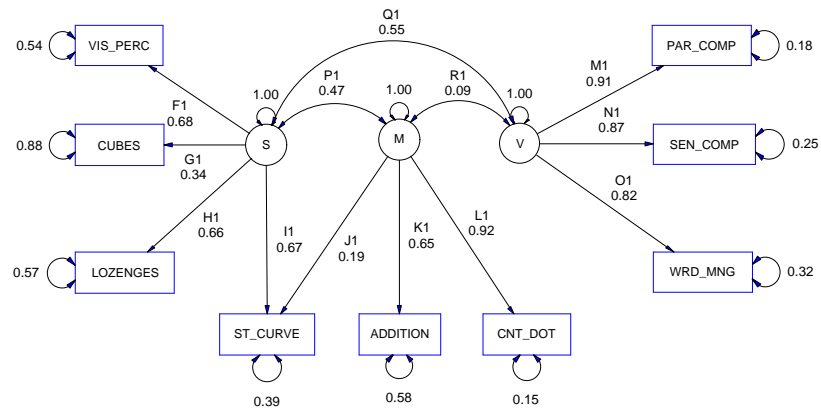 Q1
0.55
0.54
VIS_PERC
PAR_COMP
0.18
1.00
P1
0.47
1.00
R1
0.09
1.00
M1
0.91
F1
0.68
N1
0.87
0.88
CUBES
G1
0.34
S
M
V
SEN_COMP
0.25
H1
0.66
I1
0.67
J1
0.19
K1
0.65
L1
0.92
O1
0.82
0.57
LOZENGES
WRD_MNG
0.32
ST_CURVE
ADDITION
CNT_DOT
0.39
0.58
0.15